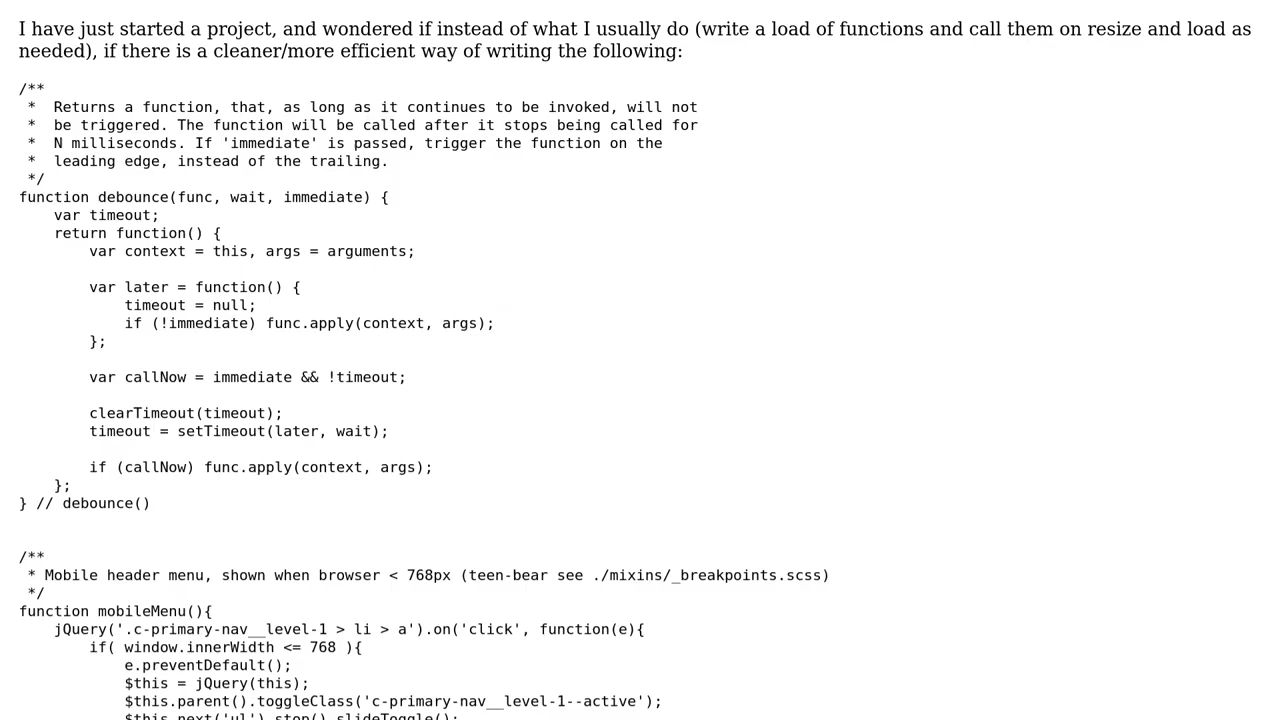 I have just started a project, and wondered if instead of what I usually do (write a load of functions and call them on resize and load as
needed), if there is a cleaner/more efficient way of writing the following:
/**
 *  Returns a function, that, as long as it continues to be invoked, will not
 *  be triggered. The function will be called after it stops being called for
 *  N milliseconds. If 'immediate' is passed, trigger the function on the
 *  leading edge, instead of the trailing.
 */
function debounce(func, wait, immediate) {
    var timeout;
    return function() {
        var context = this, args = arguments;

        var later = function() {
            timeout = null;
            if (!immediate) func.apply(context, args);
        };

        var callNow = immediate && !timeout;

        clearTimeout(timeout);
        timeout = setTimeout(later, wait);

        if (callNow) func.apply(context, args);
    };
} // debounce()


/**
 * Mobile header menu, shown when browser < 768px (teen-bear see ./mixins/_breakpoints.scss)
 */
function mobileMenu(){
    jQuery('.c-primary-nav__level-1 > li > a').on('click', function(e){
        if( window.innerWidth <= 768 ){
            e.preventDefault();
            $this = jQuery(this);
            $this.parent().toggleClass('c-primary-nav__level-1--active');
            $this.next('ul').stop().slideToggle();